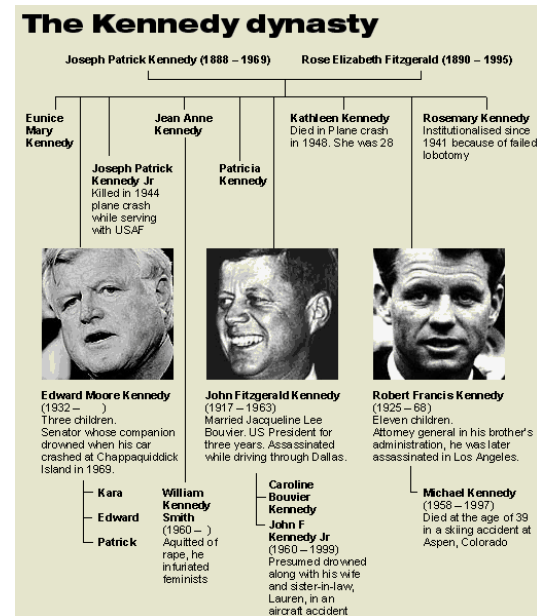 The Kennedy dynasty
Joseph Patrick Kennedy (1888 – 1969)
Rose Elizabeth Fitzgerald (1890 – 1995)
Eunice
Mary
Kennedy
Joseph Patrick
Kennedy Jr
Killed in 1944
plane crash
while serving
with USAF
Jean Anne
Kennedy
Patricia
Kennedy
Kathleen Kennedy
Died in Plane crash
in 1948. She was 28
Rosemary Kennedy
Institutionalised since
1941 because of failed
lobotomy
Edward Moore Kennedy
(1932 – )
Three children.
Senator whose companion
drowned when his car
crashed at Chappaquiddick
Island in 1969.
Kara
Edward
Patrick
William
Kennedy
Smith
(1960 – )
Aquitted of
rape, he
infuriated
feminists
John Fitzgerald Kennedy
(1917 – 1963)
Married Jacqueline Lee
Bouvier. US President for
three years. Assassinated
while driving through Dallas.
Caroline
Bouvier
Kennedy
John F
Kennedy Jr
(1960 – 1999)
Presumed drowned
along with his wife
and sister-in-law,
Lauren, in an
aircraft accident
Robert Francis Kennedy
(1925 – 68)
Eleven children.
Attorney general in his brother's
administration, he was later
assassinated in Los Angeles.
Michael Kennedy
(1958 – 1997)
Died at the age of 39
in a skiing accident at
Aspen, Colorado